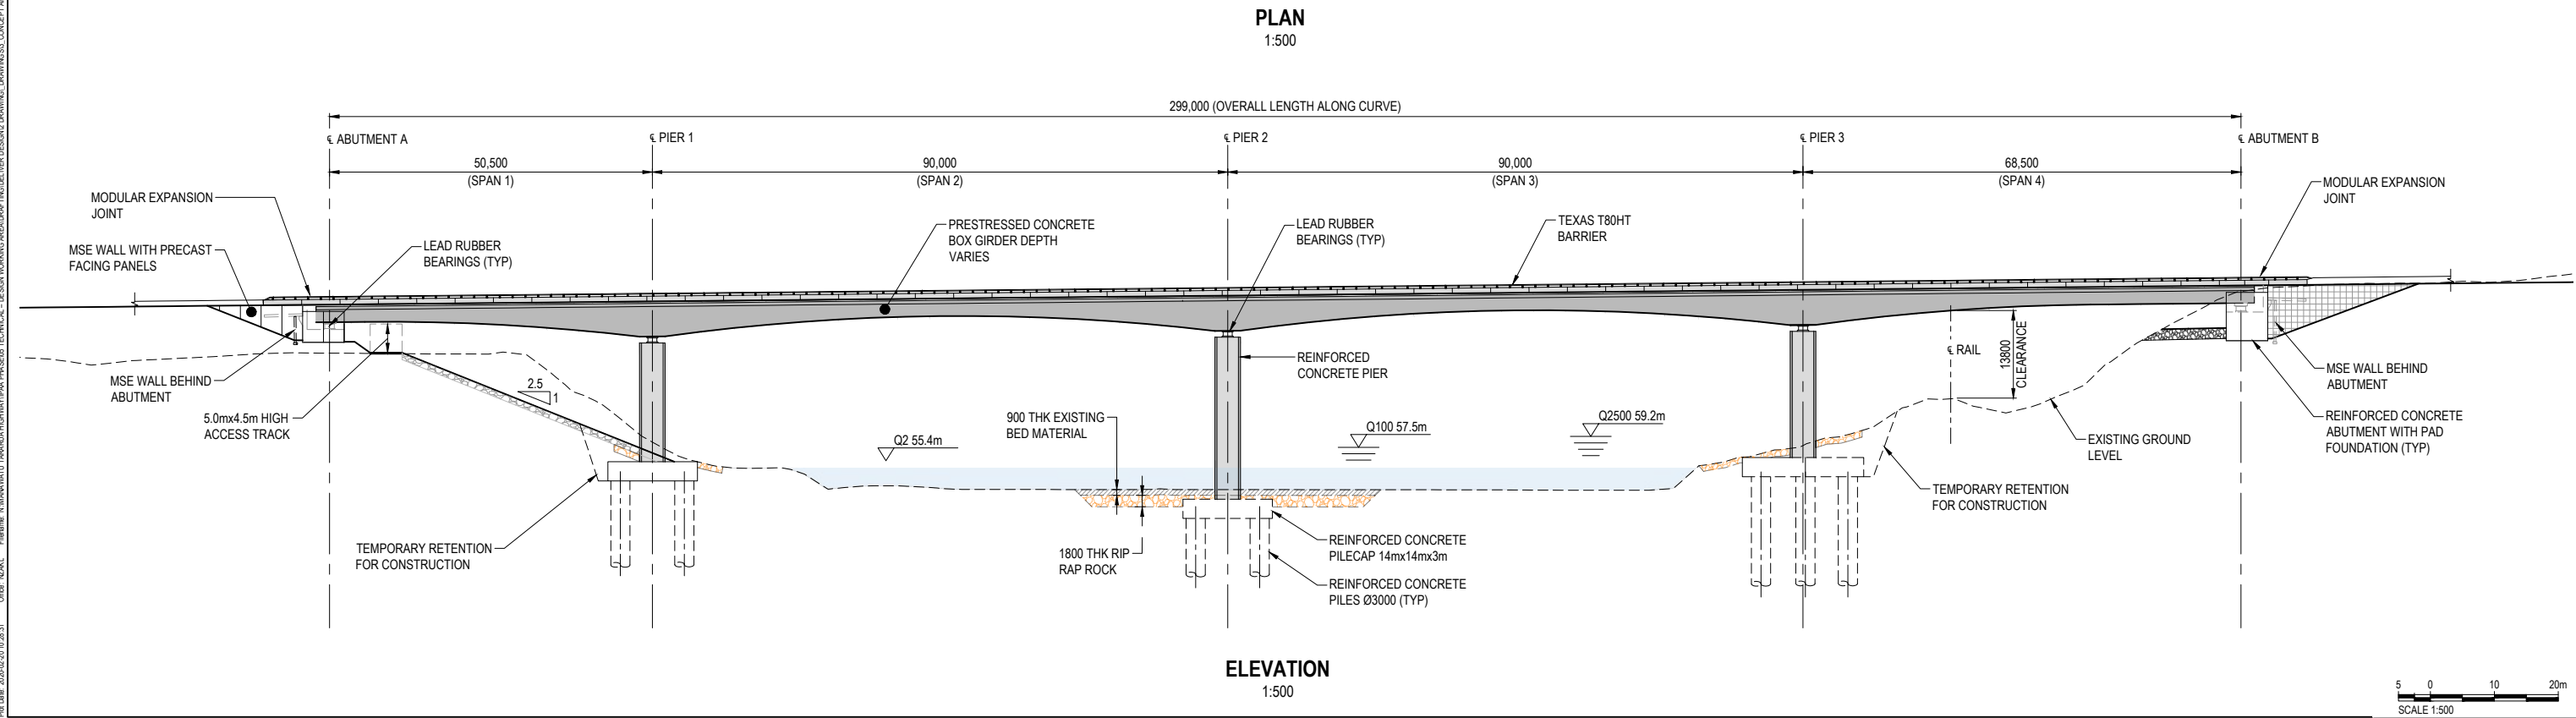 PLAN
1:500
299,000 (OVERALL LENGTH ALONG CURVE)
℄ ABUTMENT A
℄ PIER 1
℄ PIER 2
℄ PIER 3
℄ ABUTMENT B
50,500
(SPAN 1)
90,000
(SPAN 2)
90,000
(SPAN 3)
68,500
(SPAN 4)
MODULAR EXPANSION
JOINT
MSE WALL WITH PRECAST
FACING PANELS
LEAD RUBBER
BEARINGS (TYP)
PRESTRESSED CONCRETE
BOX GIRDER DEPTH
VARIES
LEAD RUBBER
BEARINGS (TYP)
TEXAS T80HT
BARRIER
MODULAR EXPANSION
JOINT
MSE WALL BEHIND
ABUTMENT
5.0mx4.5m HIGH
ACCESS TRACK
2.5
1
REINFORCED
CONCRETE PIER
℄ RAIL
13800
CLEARANCE
MSE WALL BEHIND
ABUTMENT
REINFORCED CONCRETE
ABUTMENT WITH PAD
FOUNDATION (TYP)
EXISTING GROUND
LEVEL
900 THK EXISTING
BED MATERIAL
Q2 55.4m
Q100 57.5m
Q2500 59.2m
TEMPORARY RETENTION
FOR CONSTRUCTION
TEMPORARY RETENTION
FOR CONSTRUCTION
1800 THK RIP
RAP ROCK
REINFORCED CONCRETE
PILECAP 14mx14mx3m
REINFORCED CONCRETE
PILES Ø3000 (TYP)
ELEVATION
1:500
5 0 10 20m
SCALE 1:500